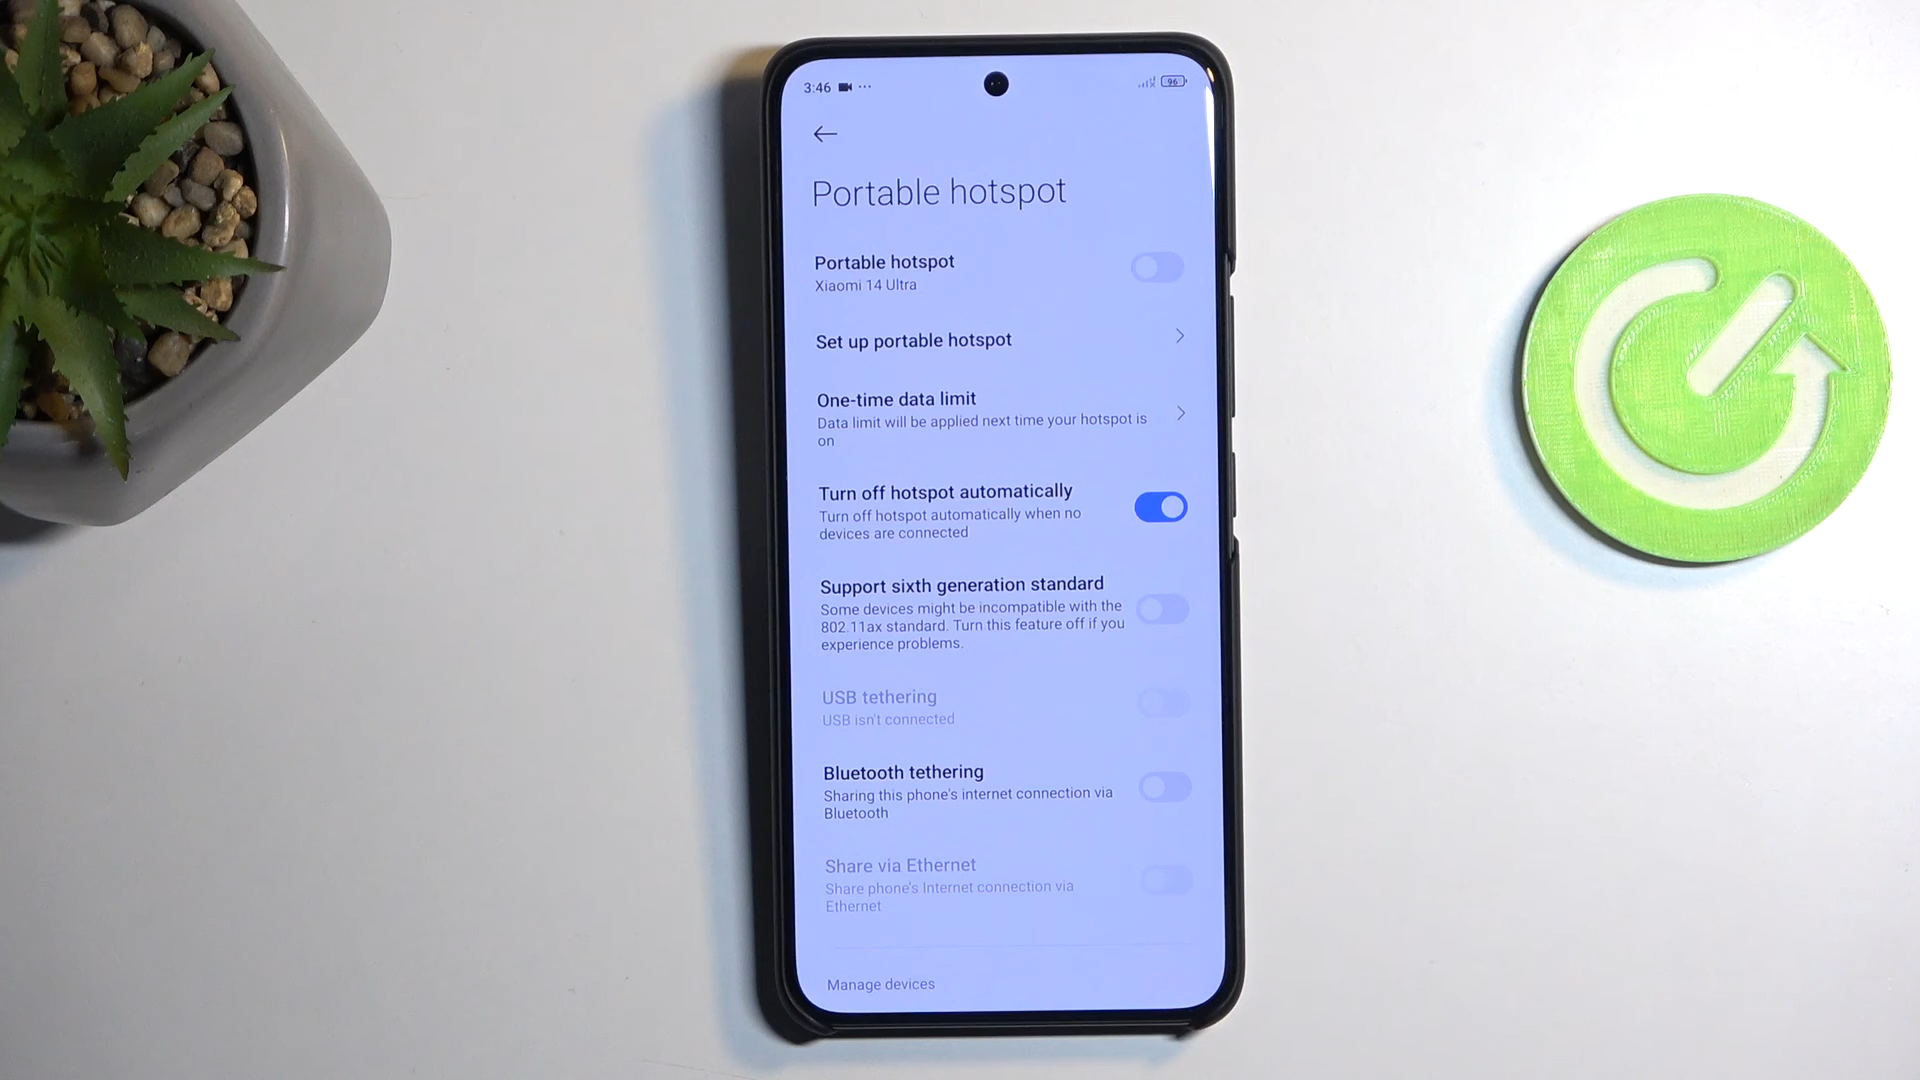 3:46 ... 96
Portable hotspot
Portable hotspot
Xiaomi 14 Ultra
Set up portable hotspot
One-time data limit
Data limit will be applied next time your hotspot is
on
Turn off hotspot automatically
Turn off hotspot automatically when no
devices are connected
Support sixth generation standard
Some devices might be incompatible with the
802.11ax standard. Turn this feature off if you
experience problems.
USB tethering
USB isn't connected
Bluetooth tethering
Sharing this phone's internet connection via
Bluetooth
Share via Ethernet
Share phone's Internet connection via
Ethernet
Manage devices